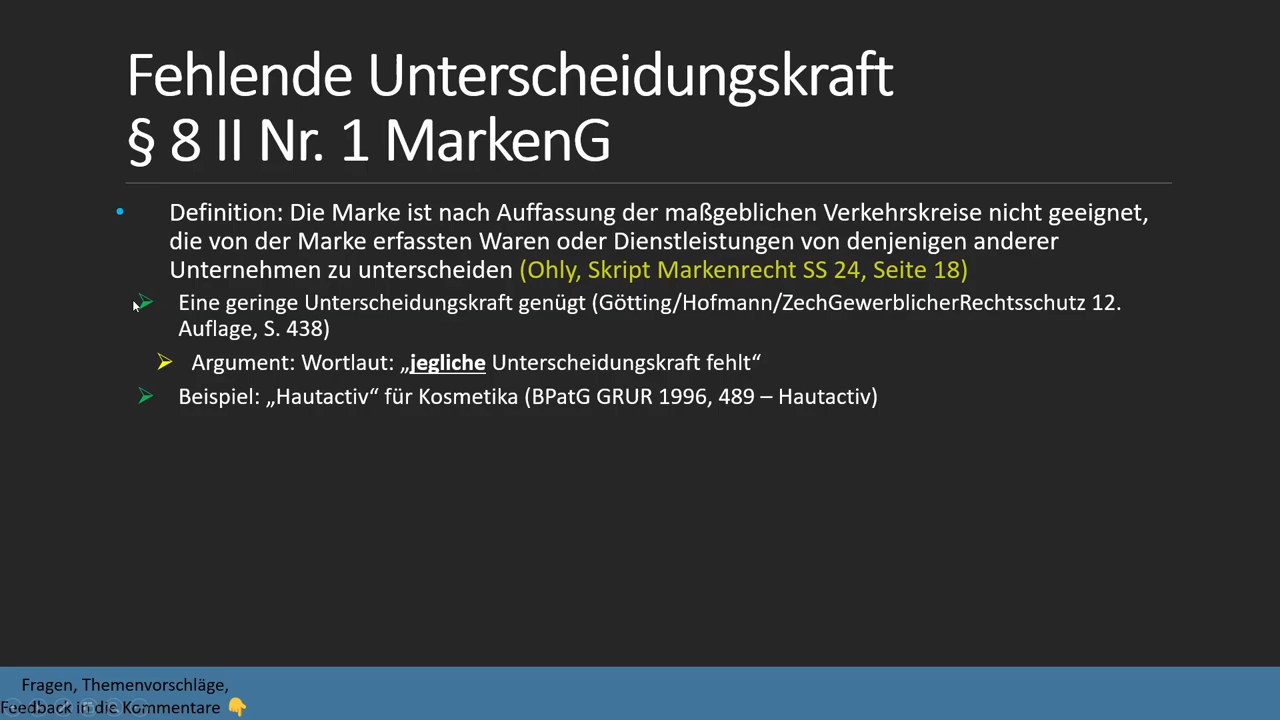 Fehlende Unterscheidungskraft
§ 8 II Nr. 1 MarkenG
Definition: Die Marke ist nach Auffassung der maßgeblichen Verkehrskreise nicht geeignet,
die von der Marke erfassten Waren oder Dienstleistungen von denjenigen anderer
Unternehmen zu unterscheiden (Ohly, Skript Markenrecht SS 24, Seite 18)
Eine geringe Unterscheidungskraft genügt (Götting/Hofmann/ZechGewerblicherRechtsschutz 12.
Auflage, S. 438)
Argument: Wortlaut: „jegliche Unterscheidungskraft fehlt“
Beispiel: „Hautactiv“ für Kosmetika (BPatG GRUR 1996, 489 – Hautactiv)
Fragen, Themenvorschläge,
Feedback in die Kommentare 👇